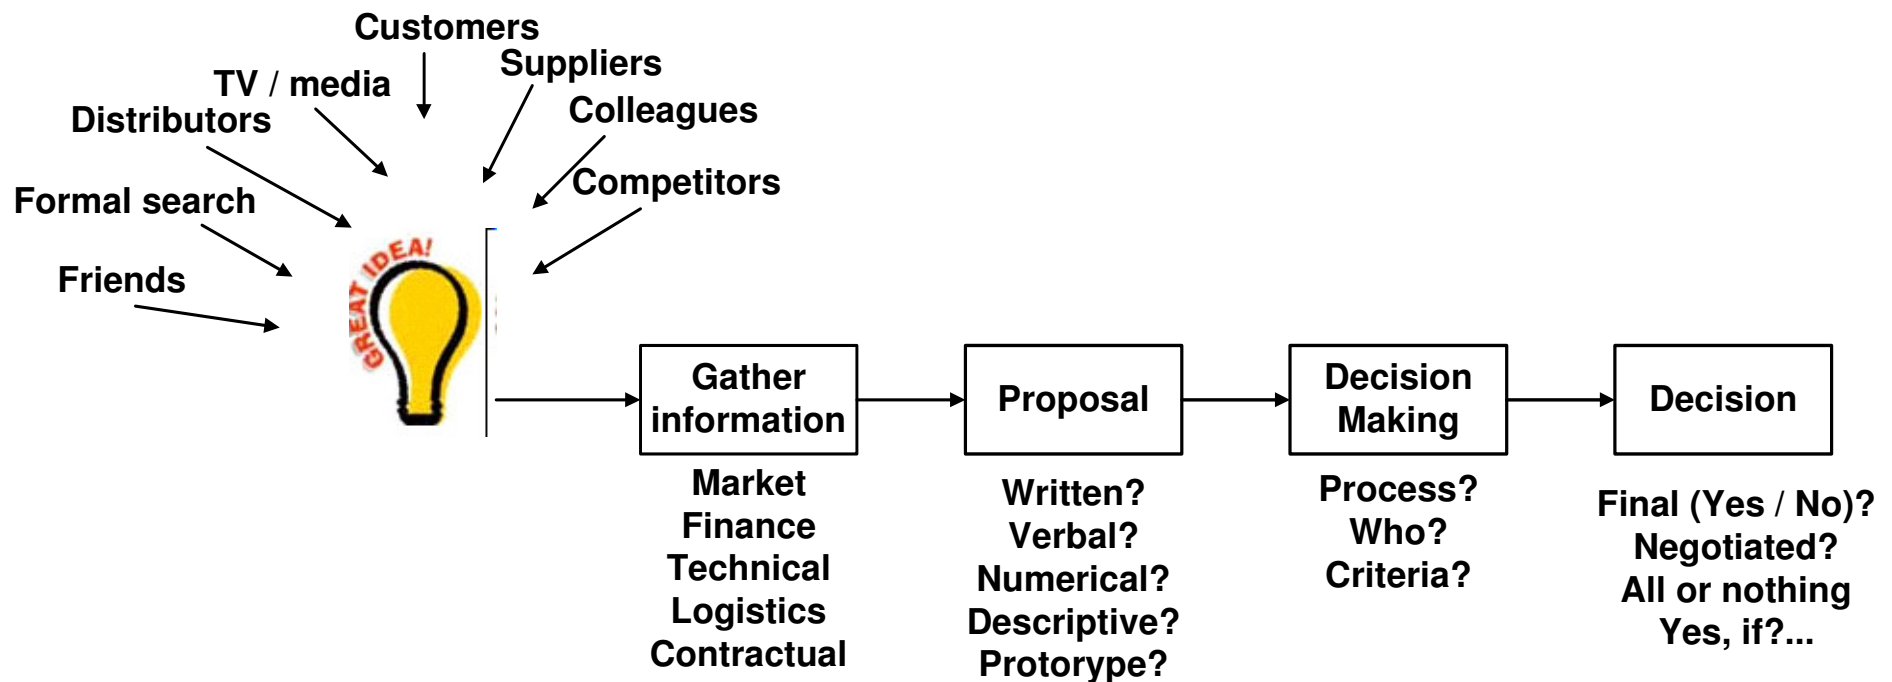 Customers
Suppliers
TV / media
Colleagues
Distributors
Competitors
Formal search
Friends
GREAT IDEA!
Gather
information
Market
Finance
Technical
Logistics
Contractual
Proposal
Written?
Verbal?
Numerical?
Descriptive?
Protorype?
Decision
Making
Process?
Who?
Criteria?
Decision
Final (Yes / No)?
Negotiated?
All or nothing
Yes, if?...